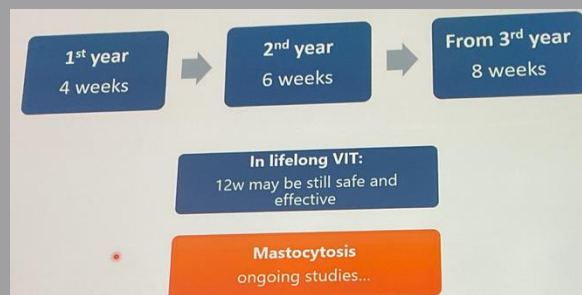 1st year
4 weeks
2nd year
6 weeks
From 3rd year
8 weeks
In lifelong VIT:
12w may be still safe and
effective
Mastocytosis
ongoing studies...